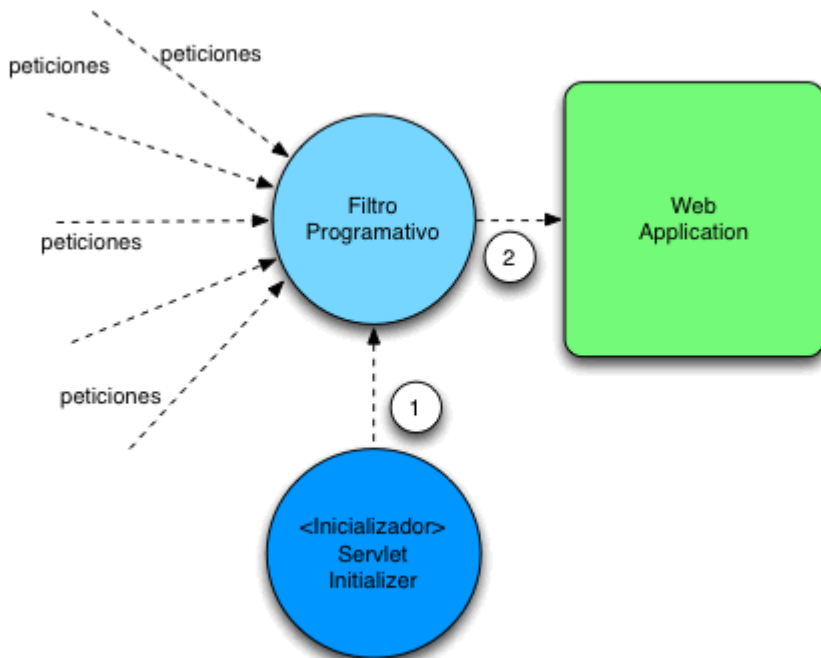 peticiones
peticiones
Filtro
Programativo
Web
Application
peticiones
2
peticiones
1
<Inicializador>
Servlet
Initializer